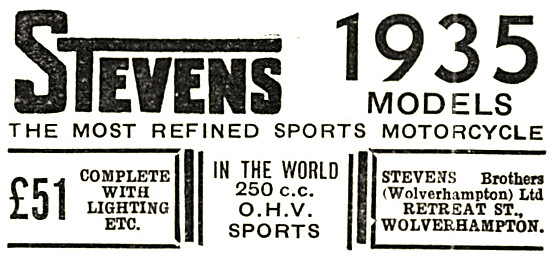 STEVENS 1935
MODELS
THE MOST REFINED SPORTS MOTORCYCLE
£51
COMPLETE
WITH
LIGHTING
ETC.
IN THE WORLD
250 c.c.
O.H.V.
SPORTS
STEVENS Brothers
(Wolverhampton) Ltd
RETREAT ST.,
WOLVERHAMPTON.